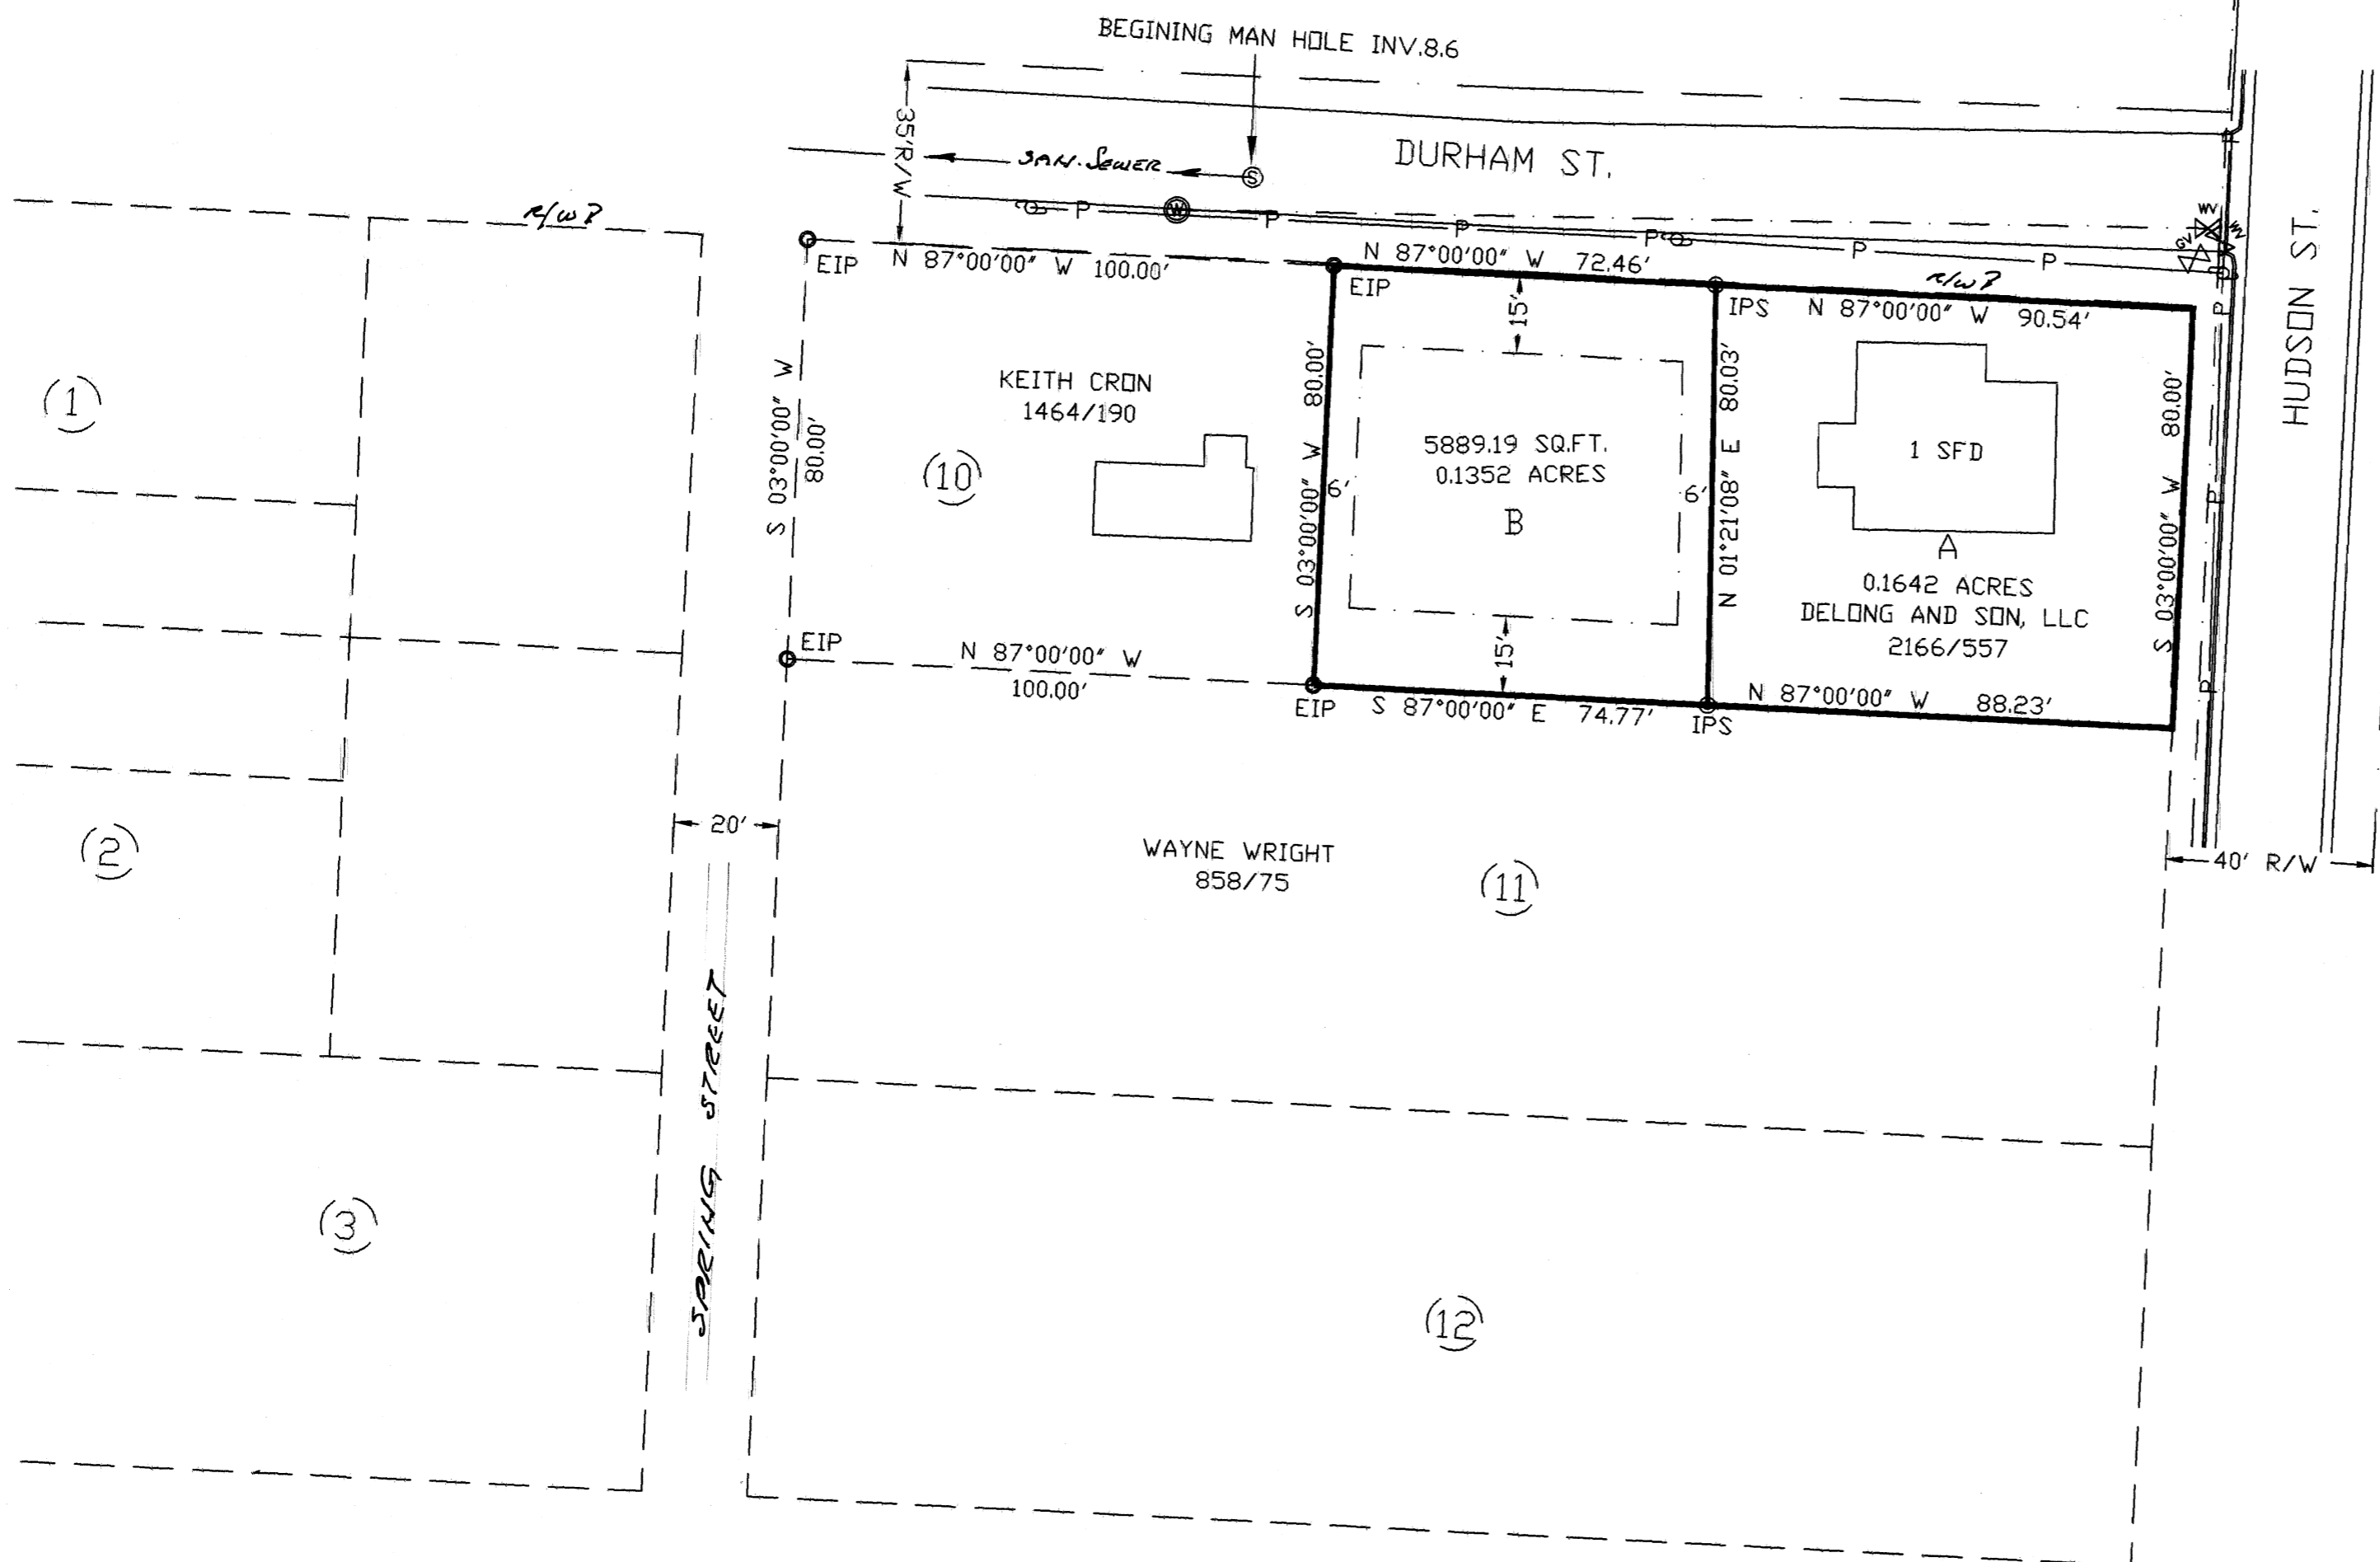 BEGINING MAN HOLE INV.8.6
35'R/W
SAN. SEWER
S
DURHAM ST.
HUDSON ST.
R/W
W
P
P
P
P
P
P
WV
GV
EIP
N 87°00'00" W 100.00'
N 87°00'00" W 72.46'
EIP
R/W
IPS
N 87°00'00" W 90.54'
P
15'
S 03°00'00" W
80.00'
KEITH CRON
1464/190
(10)
S 03°00'00" W 80.00'
5889.19 SQ.FT.
0.1352 ACRES
B
6'
6'
N 01°21'08" E 80.03'
1 SFD
A
0.1642 ACRES
DELONG AND SON, LLC
2166/557
S 03°00'00" W 80.00'
P
P
(1)
EIP
N 87°00'00" W
100.00'
15'
EIP
S 87°00'00" E 74.77'
IPS
N 87°00'00" W 88.23'
20'
(2)
WAYNE WRIGHT
858/75
(11)
40' R/W
SPRING STREET
(3)
(12)